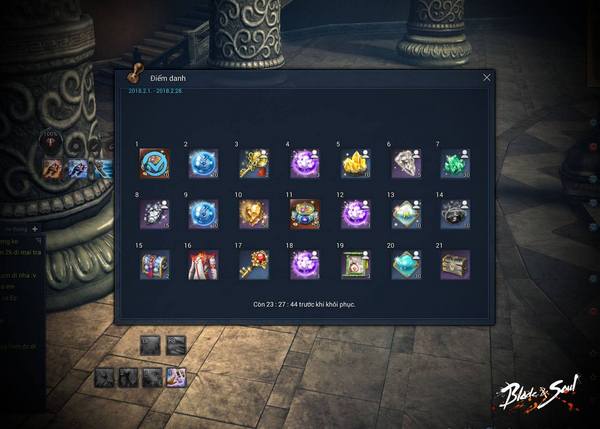 Điểm danh
2018.2.1. - 2018.2.28.
1 2 3 4 5 6 7
8 9 10 11 12 13 14
15 16 17 18 19 20 21
Còn 23 : 27 : 44 trước khi khôi phục.
100%
Blade & Soul